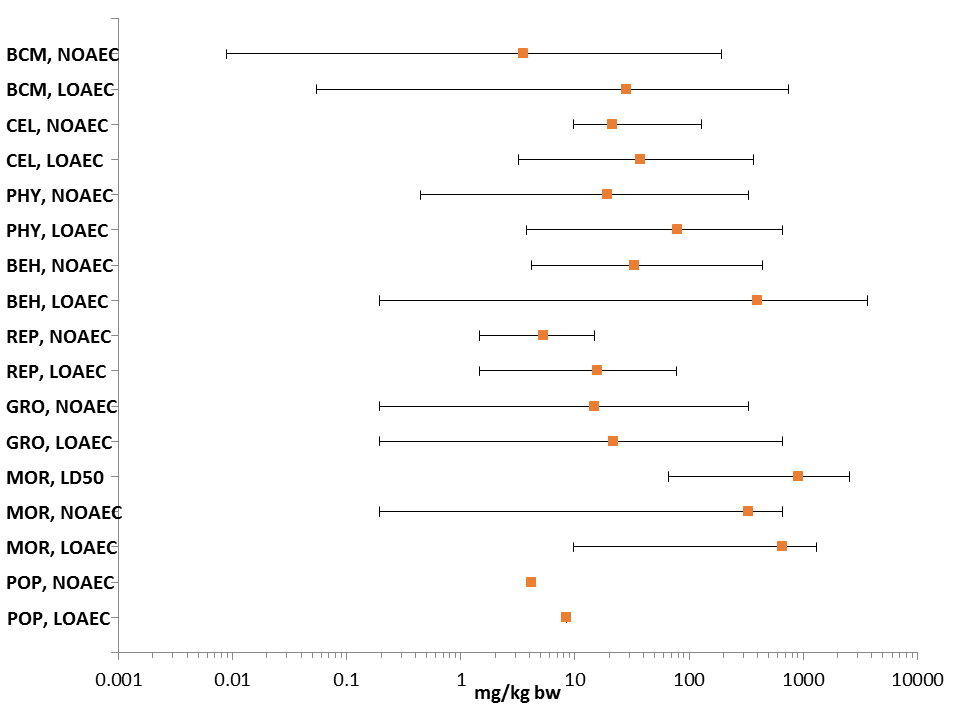 BCM, NOAEC
BCM, LOAEC
CEL, NOAEC
CEL, LOAEC
PHY, NOAEC
PHY, LOAEC
BEH, NOAEC
BEH, LOAEC
REP, NOAEC
REP, LOAEC
GRO, NOAEC
GRO, LOAEC
MOR, LD50
MOR, NOAEC
MOR, LOAEC
POP, NOAEC
POP, LOAEC
0.001 0.01 0.1 1 10 100 1000 10000
mg/kg bw